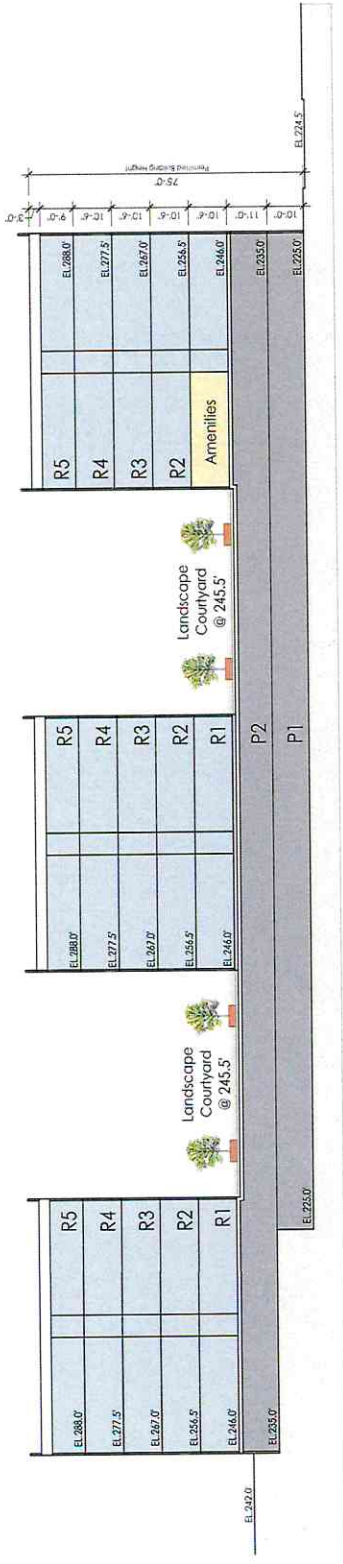 R5
EL.288.0'
R4
EL.277.5'
R3
EL.267.0'
R2
EL.256.5'
R1
EL.246.0'
EL.242.0'
EL.235.0'
EL.225.0'
Landscape
Courtyard
@ 245.5'
R5
EL.288.0'
R4
EL.277.5'
R3
EL.267.0'
R2
EL.256.5'
R1
EL.246.0'
Landscape
Courtyard
@ 245.5'
P2
P1
R5
EL.288.0'
R4
EL.277.5'
R3
EL.267.0'
R2
EL.256.5'
Amenities
EL.246.0'
EL.235.0'
EL.225.0'
3'-0"
9'-0"
10'-6"
10'-6"
10'-6"
10'-6"
11'-0"
10'-0"
75'-0"
Permitted Building Height
EL.224.5'